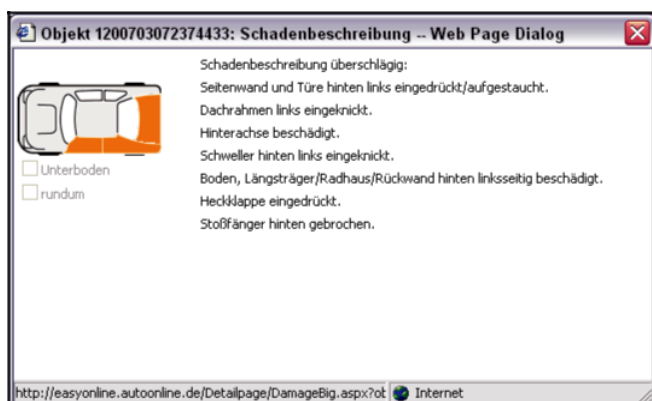 Objekt 1200703072374433: Schadenbeschreibung -- Web Page Dialog
Schadenbeschreibung überschlägig:
Seitenwand und Türe hinten links eingedrückt/aufgestaucht.
Dachrahmen links eingeknickt.
Hinterachse beschädigt.
Schweller hinten links eingeknickt.
Boden, Längsträger/Radhaus/Rückwand hinten linksseitig beschädigt.
Heckklappe eingedrückt.
Stoßfänger hinten gebrochen.
Unterboden
rundum
http://easyonline.autoonline.de/Detailpage/DamageBig.aspx?ot Internet